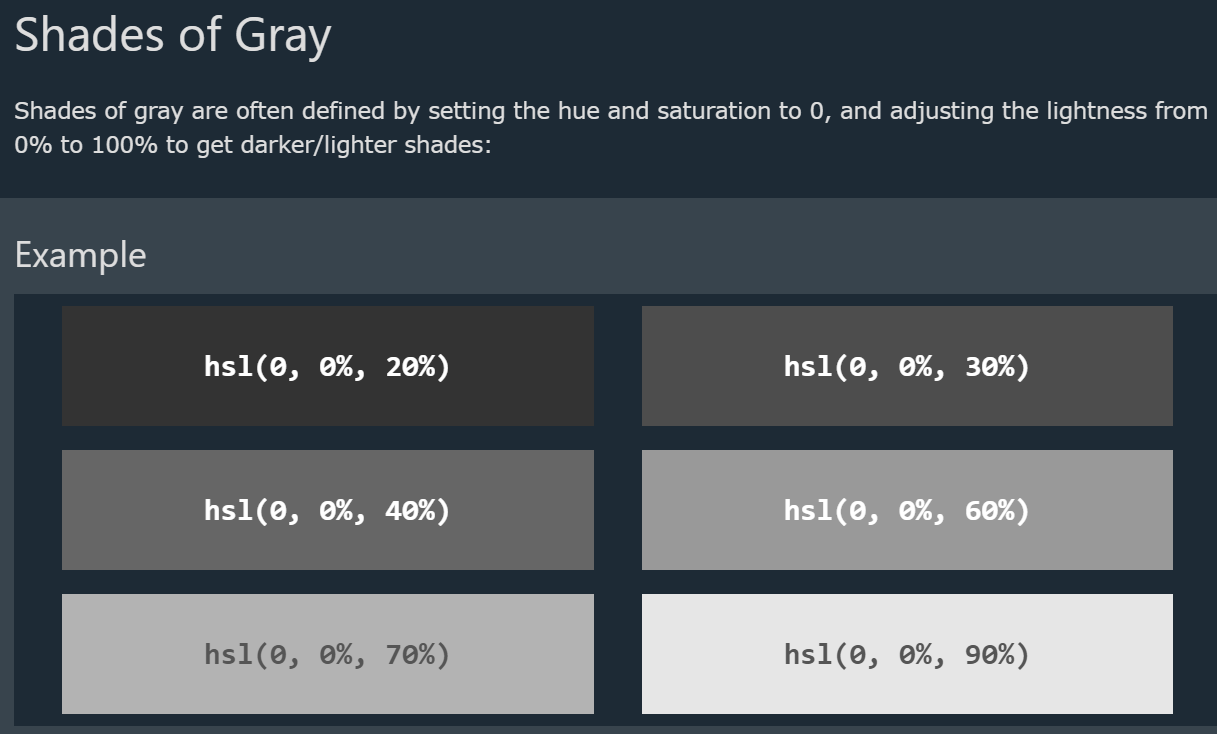 Shades of Gray
Shades of gray are often defined by setting the hue and saturation to 0, and adjusting the lightness from
0% to 100% to get darker/lighter shades:
Example
hsl(0, 0%, 20%)
hsl(0, 0%, 30%)
hsl(0, 0%, 40%)
hsl(0, 0%, 60%)
hsl(0, 0%, 70%)
hsl(0, 0%, 90%)